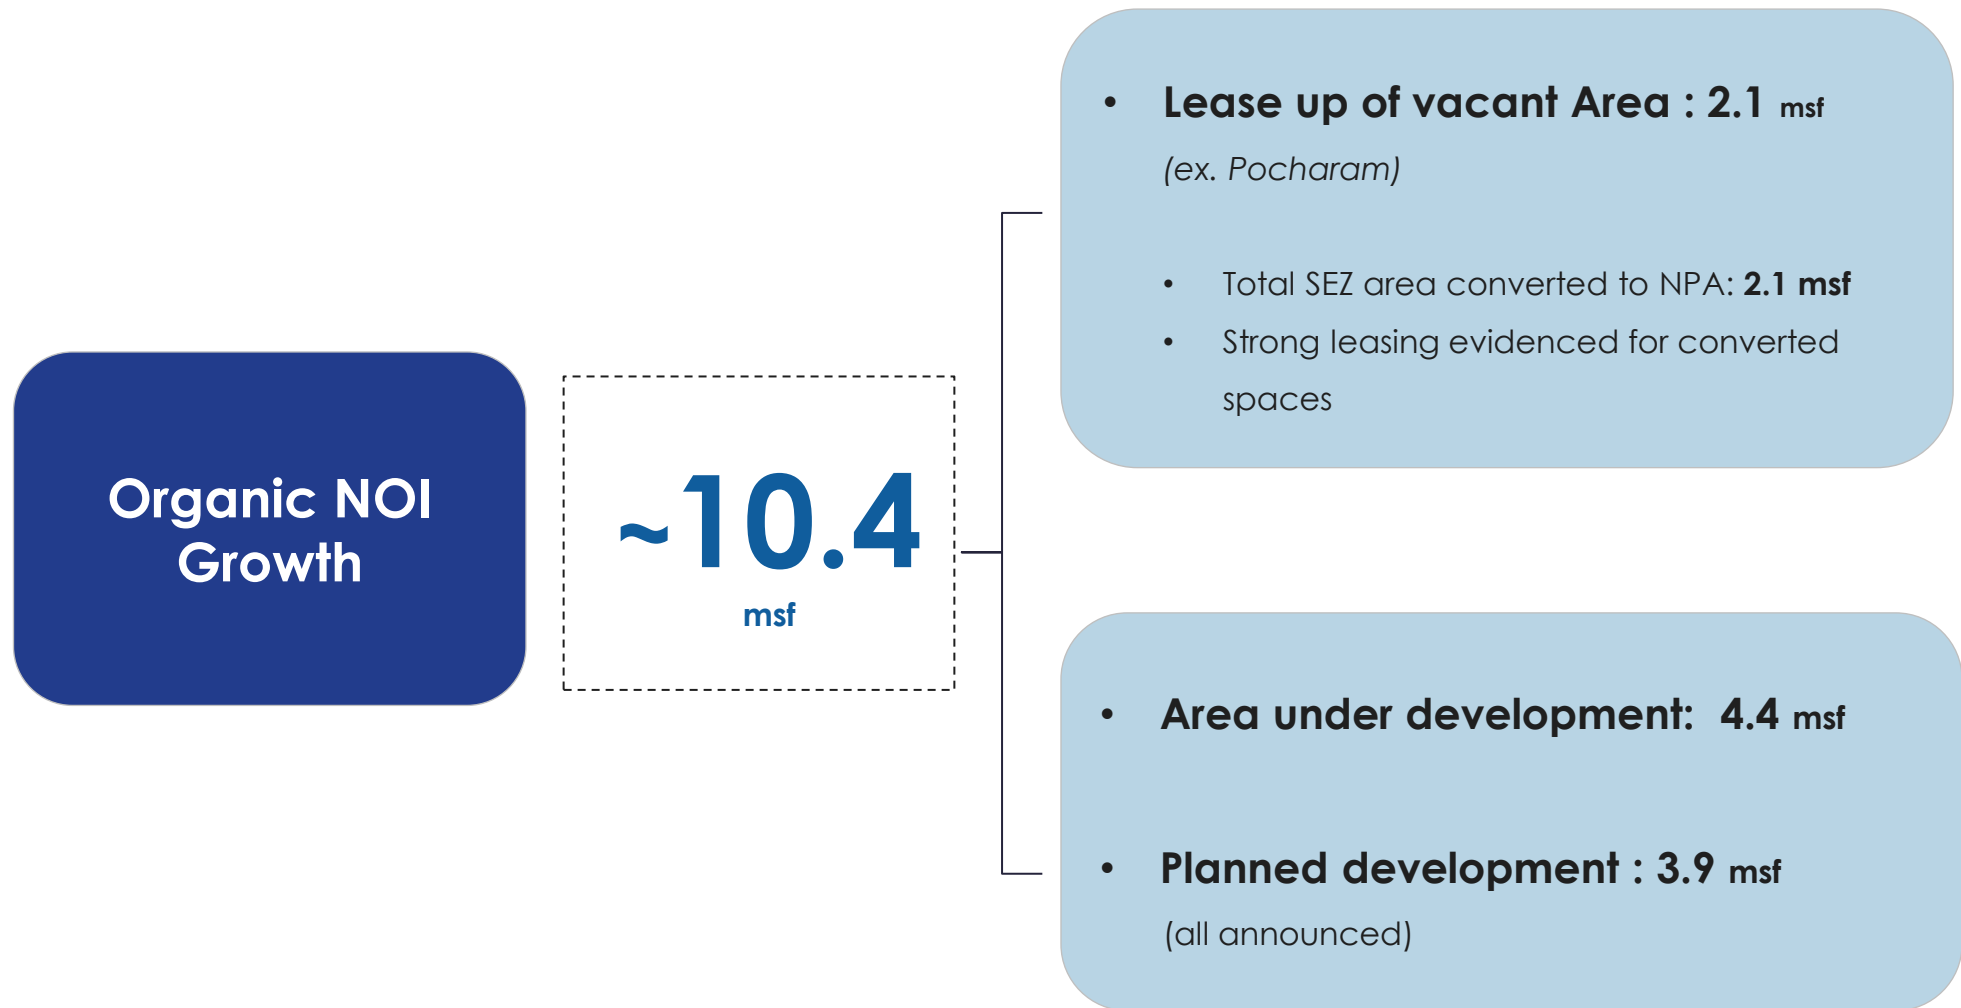 Organic NOI
Growth
~10.4
msf
• Lease up of vacant Area : 2.1 msf
(ex. Pocharam)
• Total SEZ area converted to NPA: 2.1 msf
• Strong leasing evidenced for converted
spaces
• Area under development: 4.4 msf
• Planned development : 3.9 msf
(all announced)